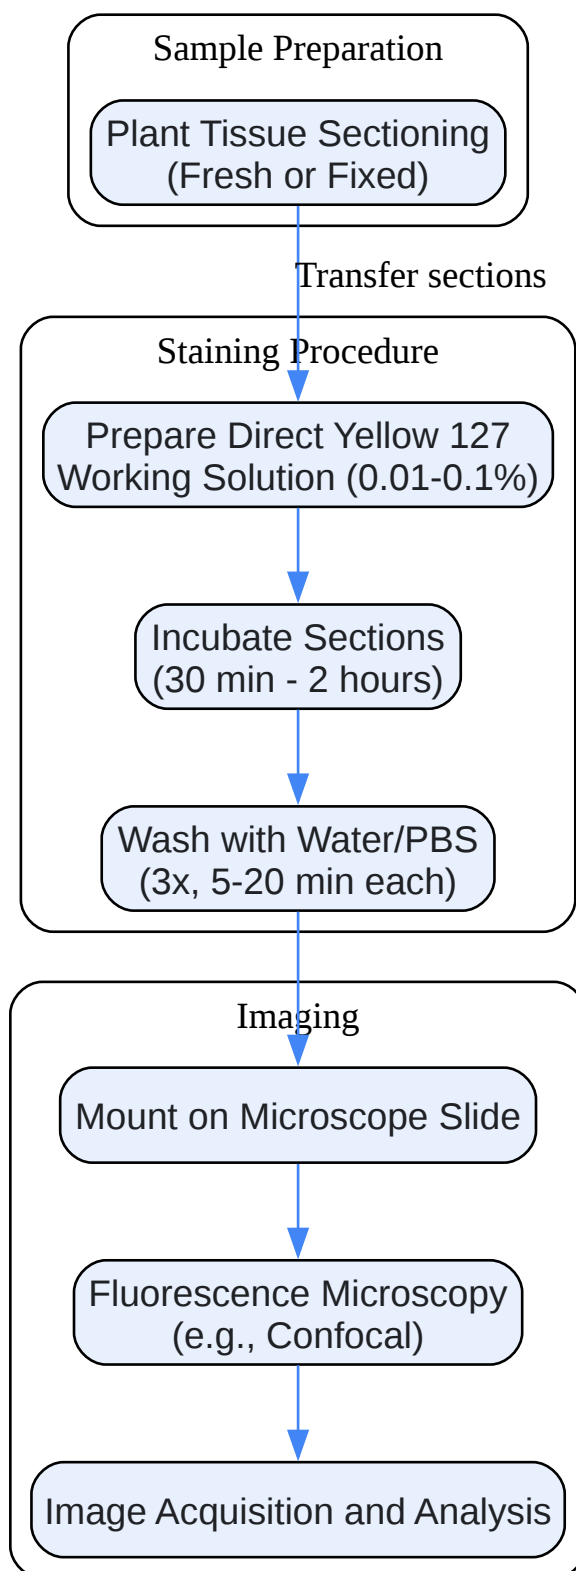 Sample Preparation
Plant Tissue Sectioning
(Fresh or Fixed)
Transfer sections
Staining Procedure
Prepare Direct Yellow 127
Working Solution (0.01-0.1%)
Incubate Sections
(30 min - 2 hours)
Wash with Water/PBS
(3x, 5-20 min each)
Imaging
Mount on Microscope Slide
Fluorescence Microscopy
(e.g., Confocal)
Image Acquisition and Analysis